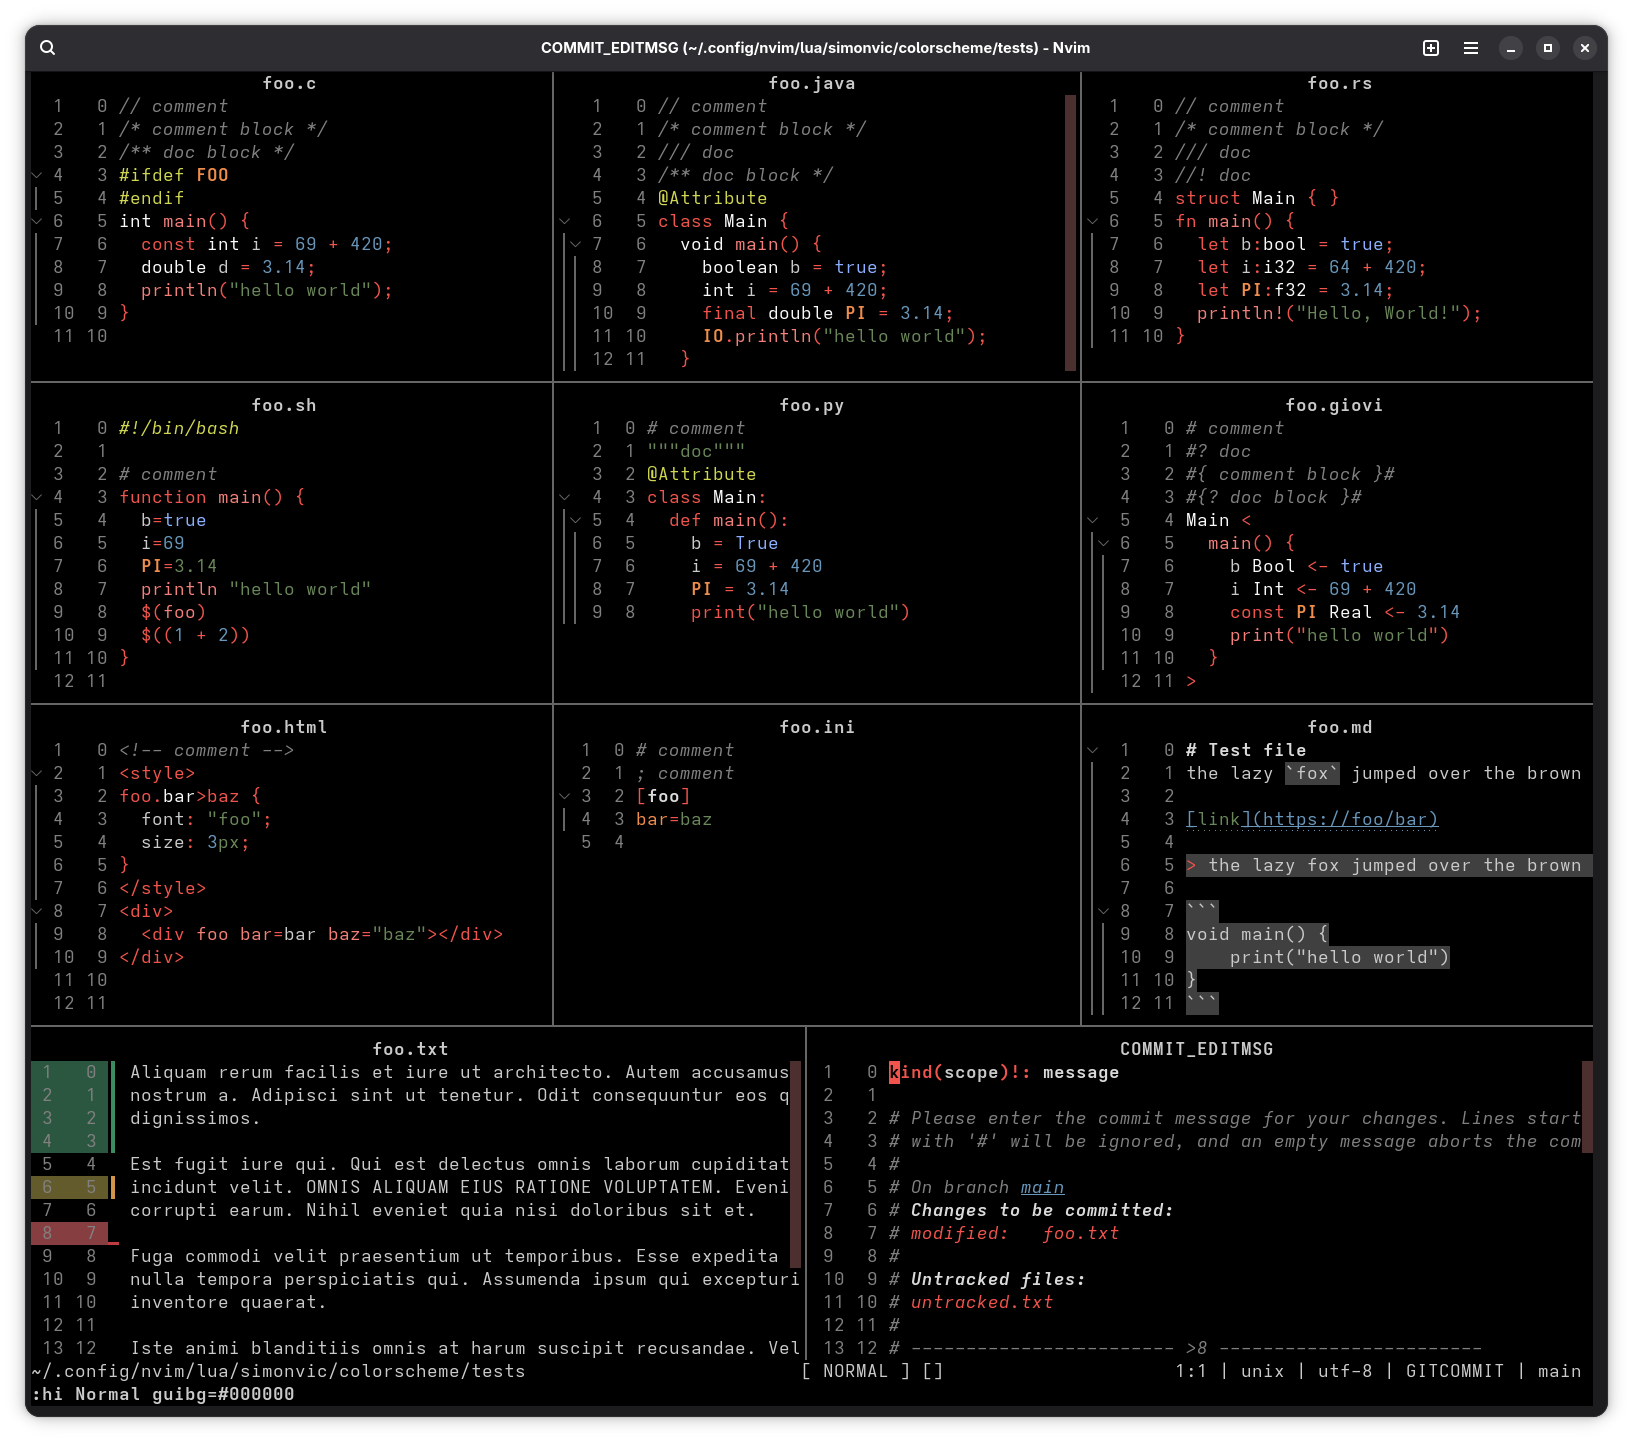 COMMIT_EDITMSG (~/.config/nvim/lua/simonvic/colorscheme/tests) - Nvim
foo.c
1 0 // comment
2 1 /* comment block */
3 2 /** doc block */
4 3 #ifdef FOO
5 4 #endif
6 5 int main() {
7 6 const int i = 69 + 420;
8 7 double d = 3.14;
9 8 println("hello world");
10 9 }
11 10
foo.java
1 0 // comment
2 1 /* comment block */
3 2 /// doc
4 3 /** doc block */
5 4 @Attribute
6 5 class Main {
7 6 void main() {
8 7 boolean b = true;
9 8 int i = 69 + 420;
10 9 final double PI = 3.14;
11 10 IO.println("hello world");
12 11 }
foo.rs
1 0 // comment
2 1 /* comment block */
3 2 /// doc
4 3 //! doc
5 4 struct Main { }
6 5 fn main() {
7 6 let b:bool = true;
8 7 let i:i32 = 64 + 420;
9 8 let PI:f32 = 3.14;
10 9 println!("Hello, World!");
11 10 }
foo.sh
1 0 #!/bin/bash
2 1
3 2 # comment
4 3 function main() {
5 4 b=true
6 5 i=69
7 6 PI=3.14
8 7 println "hello world"
9 8 $(foo)
10 9 $((1 + 2))
11 10 }
12 11
foo.py
1 0 # comment
2 1 """doc"""
3 2 @Attribute
4 3 class Main:
5 4 def main():
6 5 b = True
7 6 i = 69 + 420
8 7 PI = 3.14
9 8 print("hello world")
foo.giovi
1 0 # comment
2 1 #? doc
3 2 #{ comment block }#
4 3 #{? doc block }#
5 4 Main <
6 5 main() {
7 6 b Bool <- true
8 7 i Int <- 69 + 420
9 8 const PI Real <- 3.14
10 9 print("hello world")
11 10 }
12 11 >
foo.html
1 0 <!-- comment -->
2 1 <style>
3 2 foo.bar>baz {
4 3 font: "foo";
5 4 size: 3px;
6 5 }
7 6 </style>
8 7 <div>
9 8 <div foo bar=bar baz="baz"></div>
10 9 </div>
11 10
12 11
foo.ini
1 0 # comment
2 1 ; comment
3 2 [foo]
4 3 bar=baz
5 4
foo.md
1 0 # Test file
2 1 the lazy `fox` jumped over the brown
3 2
4 3 [link](https://foo/bar)
5 4
6 5 > the lazy fox jumped over the brown
7 6
8 7 ```
9 8 void main() {
10 9 print("hello world")
11 10 }
12 11 ```
foo.txt
1 0 Aliquam rerum facilis et iure ut architecto. Autem accusamus
2 1 nostrum a. Adipisci sint ut tenetur. Odit consequuntur eos q
3 2 dignissimos.
4 3
5 4 Est fugit iure qui. Qui est delectus omnis laborum cupiditat
6 5 incidunt velit. OMNIS ALIQUAM EIUS RATIONE VOLUPTATEM. Eveni
7 6 corrupti earum. Nihil eveniet quia nisi doloribus sit et.
8 7
9 8 Fuga commodi velit praesentium ut temporibus. Esse expedita
10 9 nulla tempora perspiciatis qui. Assumenda ipsum qui excepturi
11 10 inventore quaerat.
12 11
13 12 Iste animi blanditiis omnis at harum suscipit recusandae. Vel
COMMIT_EDITMSG
1 0 kind(scope)!: message
2 1
3 2 # Please enter the commit message for your changes. Lines start
4 3 # with '#' will be ignored, and an empty message aborts the com
5 4 #
6 5 # On branch main
7 6 # Changes to be committed:
8 7 # modified: foo.txt
9 8 #
10 9 # Untracked files:
11 10 # untracked.txt
12 11 #
13 12 # ------------------------ >8 ------------------------
~/.config/nvim/lua/simonvic/colorscheme/tests [ NORMAL ] [] 1:1 | unix | utf-8 | GITCOMMIT | main
:hi Normal guibg=#000000